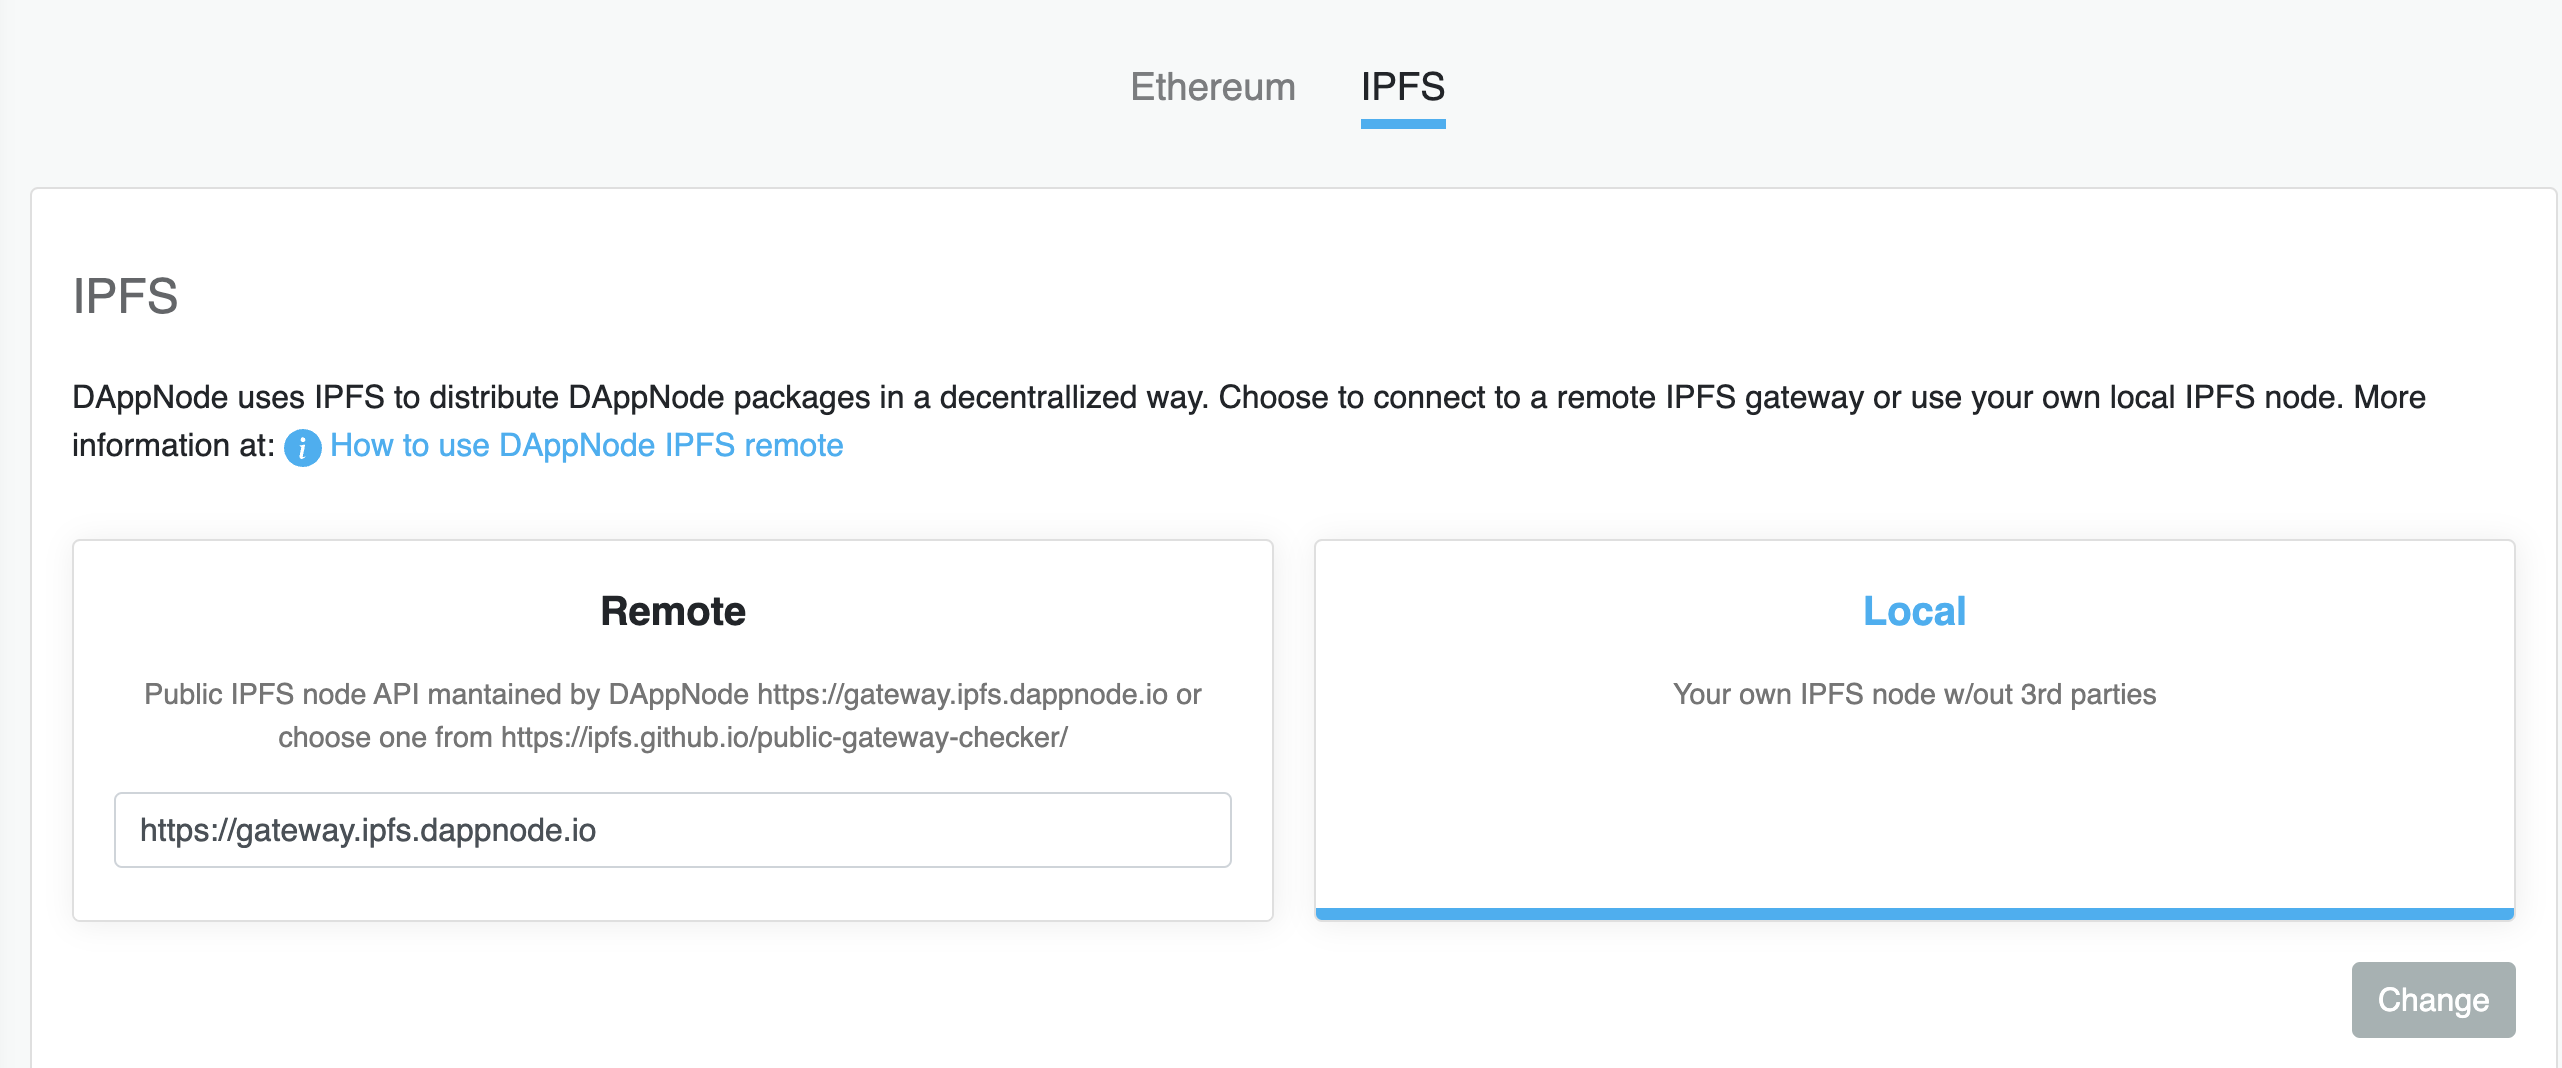 Ethereum IPFS
IPFS
DAppNode uses IPFS to distribute DAppNode packages in a decentrallized way. Choose to connect to a remote IPFS gateway or use your own local IPFS node. More
information at: i How to use DAppNode IPFS remote
Remote
Public IPFS node API mantained by DAppNode https://gateway.ipfs.dappnode.io or
choose one from https://ipfs.github.io/public-gateway-checker/
https://gateway.ipfs.dappnode.io
Local
Your own IPFS node w/out 3rd parties
Change